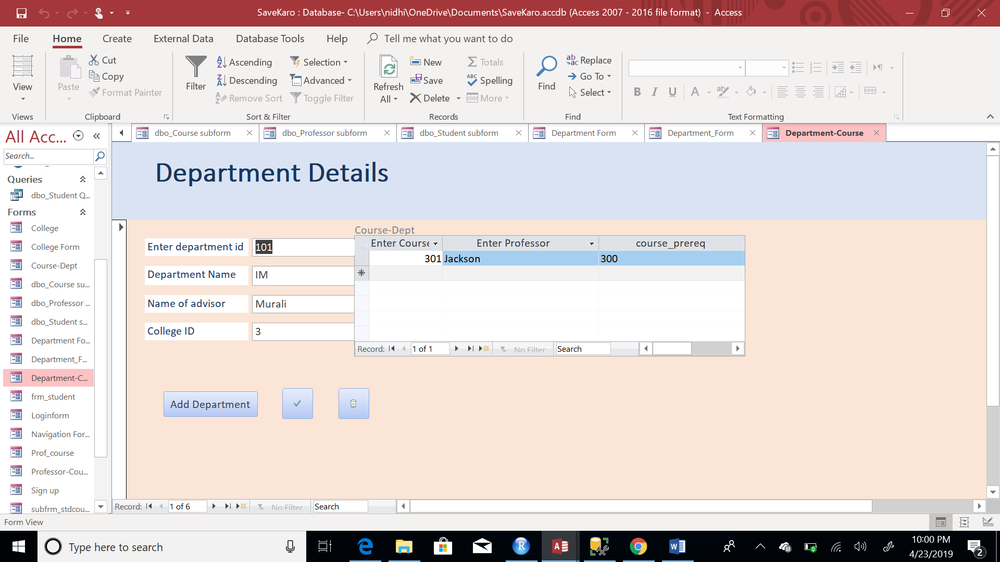 SaveKaro : Database- C:\Users\nidhi\OneDrive\Documents\SaveKaro.accdb (Access 2007 - 2016 file format) - Access
File Home Create External Data Database Tools Help Tell me what you want to do
View
Views
Paste
Cut
Copy
Format Painter
Clipboard
Filter
Ascending
Descending
Remove Sort
Selection
Advanced
Toggle Filter
Sort & Filter
Refresh
All
New
Save
Delete
Totals
Spelling
More
Records
Find
Replace
Go To
Select
Find
B I U A
Text Formatting
All Acc...
Search...
Queries
dbo_Student Q...
Forms
College
College Form
Course-Dept
dbo_Course su...
dbo_Professor ...
dbo_Student s...
Department Fo...
Department_F...
Department-C...
frm_student
Loginform
Navigation For...
Prof_course
Professor-Cou...
Sign up
subfrm_stdcou...
dbo_Course subform dbo_Professor subform dbo_Student subform Department Form Department_Form Department-Course
Department Details
Enter department id 101
Department Name IM
Name of advisor Murali
College ID 3
Course-Dept
Enter Course Enter Professor course_prereq
301 Jackson 300
Record: 1 of 1 No Filter Search
Add Department
Record: 1 of 6 No Filter Search
Form View
Type here to search
10:00 PM
4/23/2019
2